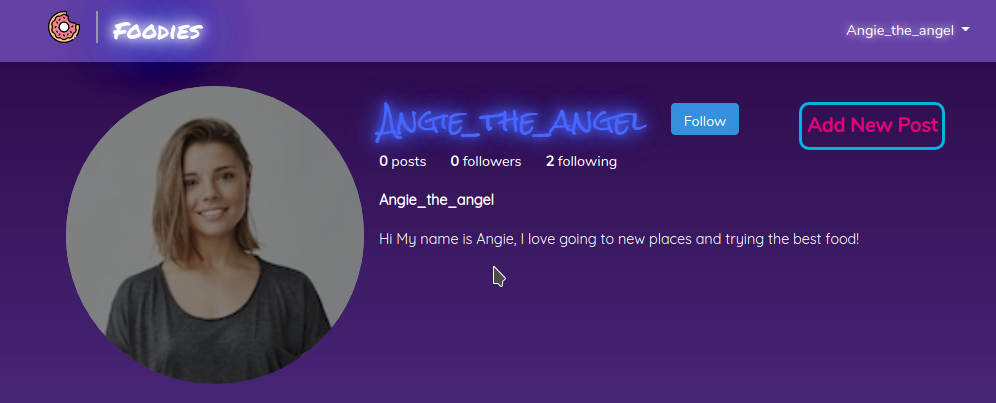 Foodies
Angie_the_angel
Angie_the_angel
Follow
Add New Post
0 posts 0 followers 2 following
Angie_the_angel
Hi My name is Angie, I love going to new places and trying the best food!